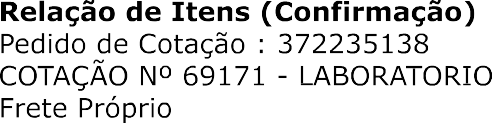 Relação de Itens (Confirmação)
Pedido de Cotação : 372235138
COTAÇÃO Nº 69171 - LABORATORIO
Frete Próprio